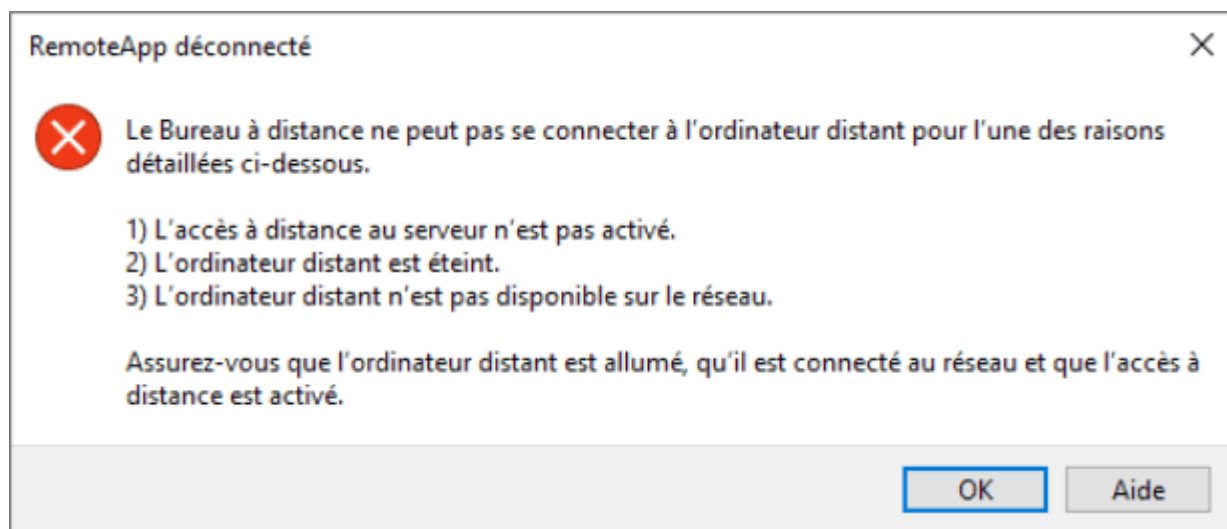 RemoteApp déconnecté
Le Bureau à distance ne peut pas se connecter à l'ordinateur distant pour l'une des raisons
détaillées ci-dessous.
1) L'accès à distance au serveur n'est pas activé.
2) L'ordinateur distant est éteint.
3) L'ordinateur distant n'est pas disponible sur le réseau.
Assurez-vous que l'ordinateur distant est allumé, qu'il est connecté au réseau et que l'accès à
distance est activé.
OK
Aide